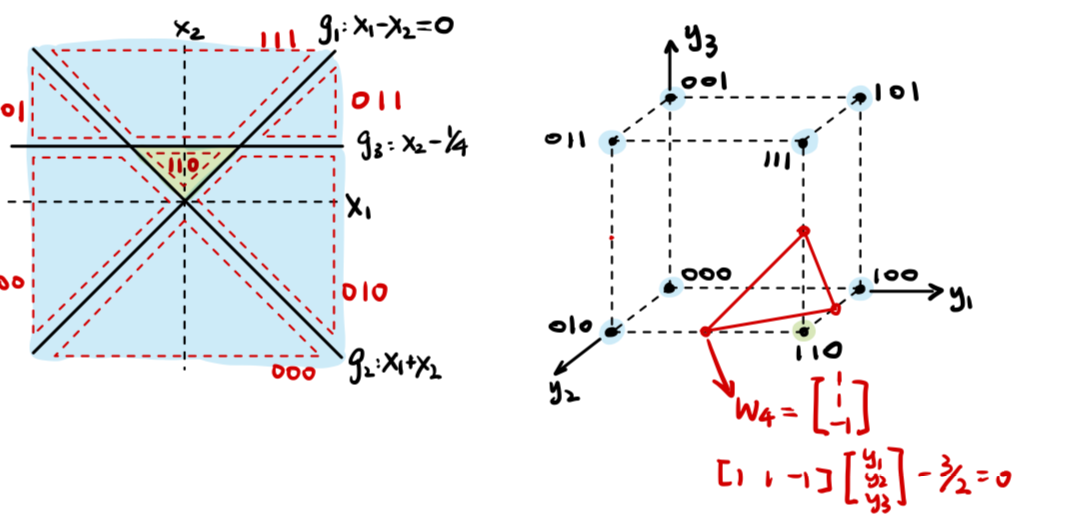 x₂
111
g₁: x₁-x₂=0
01
011
g₃: x₂-¼
110
x₁
00
010
000
g₂: x₁+x₂
y₃
001
101
011
111
000
100
y₁
010
110
y₂
W₄ = [1 1 -1]
[1 1 -1] [y₁ y₂ y₃] - 3/2 = 0